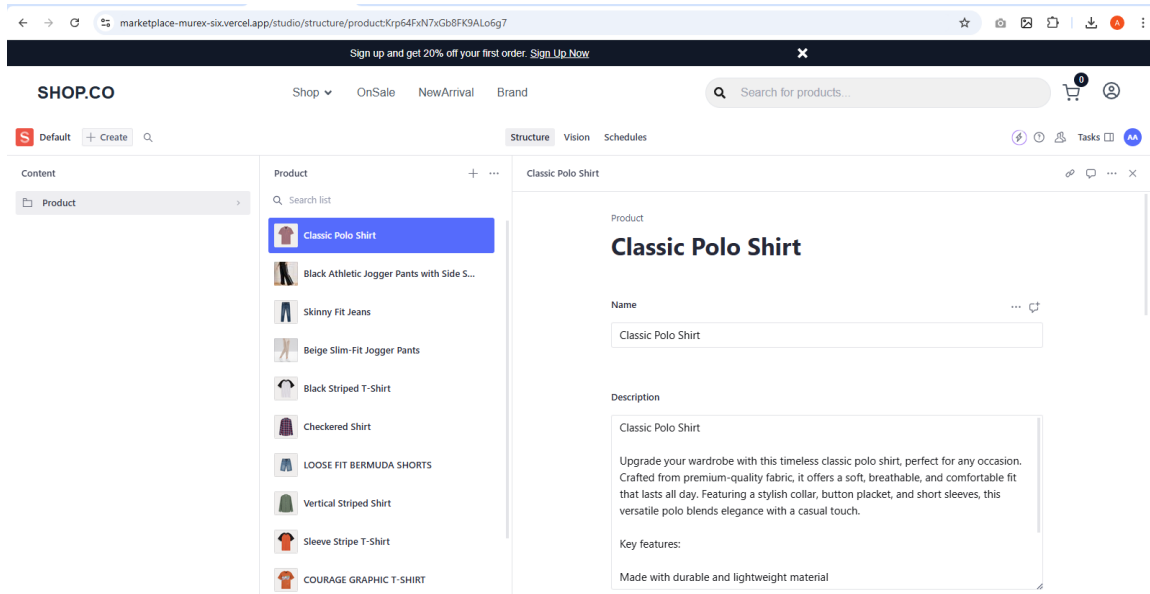 marketplace-murex-six.vercel.app/studio/structure/product;Krp64FxN7xGb8FK9ALo6g7
A
Sign up and get 20% off your first order. Sign Up Now
SHOP.CO
Shop
OnSale
NewArrival
Brand
Search for products...
0
S
Default
+ Create
Structure
Vision
Schedules
Tasks
AA
Content
Product
Product
Search list
Classic Polo Shirt
Black Athletic Jogger Pants with Side S...
Skinny Fit Jeans
Beige Slim-Fit Jogger Pants
Black Striped T-Shirt
Checkered Shirt
LOOSE FIT BERMUDA SHORTS
Vertical Striped Shirt
Sleeve Stripe T-Shirt
COURAGE GRAPHIC T-SHIRT
Classic Polo Shirt
Product
Classic Polo Shirt
Name
Classic Polo Shirt
Description
Classic Polo Shirt
Upgrade your wardrobe with this timeless classic polo shirt, perfect for any occasion.
Crafted from premium-quality fabric, it offers a soft, breathable, and comfortable fit
that lasts all day. Featuring a stylish collar, button placket, and short sleeves, this
versatile polo blends elegance with a casual touch.
Key features:
Made with durable and lightweight material